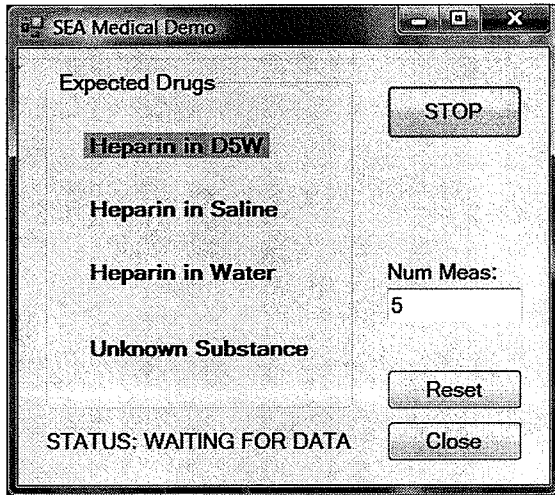 SEA Medical Demo
Expected Drugs
STOP
Heparin in D5W
Heparin in Saline
Heparin in Water
Num Meas:
5
Unknown Substance
Reset
STATUS: WAITING FOR DATA
Close